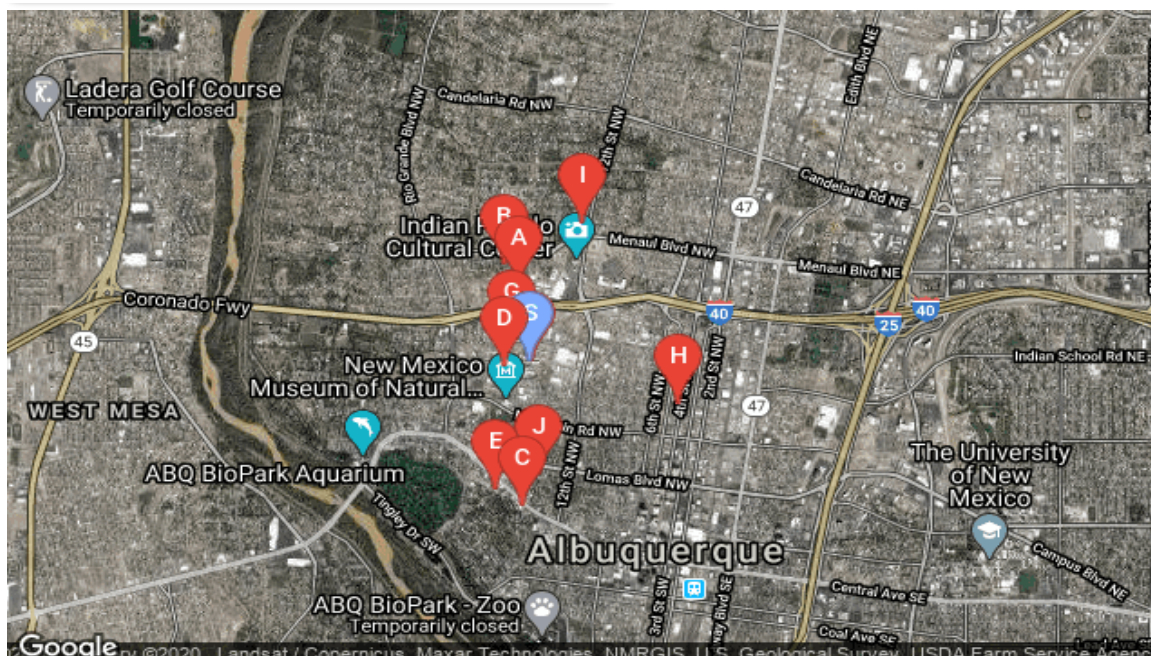 Ladera Golf Course
Temporarily closed
Rio Grande Blvd NW
Candelaria Rd NW
12th St NW
Edith Blvd NE
Candelaria Rd NE
47
I
B
A
Indian
Cultural
Menaul Blvd NW
Menaul Blvd NE
Coronado Fwy
G
S
D
40
40
25
45
New Mexico
Museum of Natural...
H
Indian School Rd NE
6th St NW
4th S
2nd St NW
47
WEST MESA
J
E
C
Rd NW
12th St NW
Lomas Blvd NW
ABQ BioPark Aquarium
Tingley Dr SW
The University
of New
Mexico
Albuquerque
Campus Blvd NE
Central Ave SE
3rd St SW
Blvd SE
Coal Ave SE
ABQ BioPark - Zoo
Temporarily closed
Google
©2020 Landsat / Copernicus, Maxar Technologies, NMRGIS, U.S. Geological Survey, USDA Farm Service Agenc